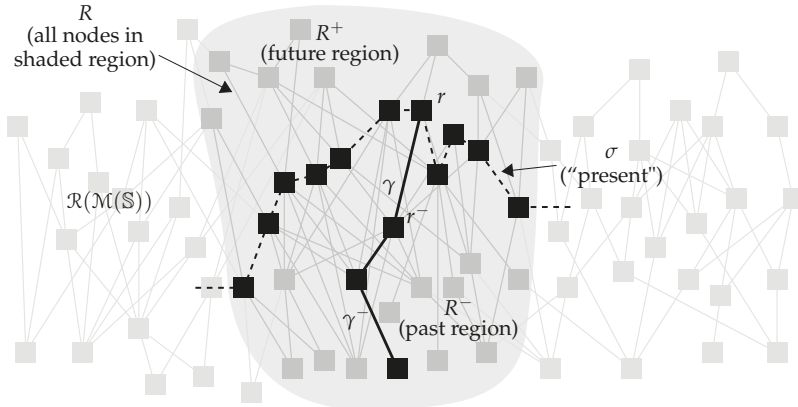 R
(all nodes in
shaded region)
R⁺
(future region)
r
σ
("present")
γ
ℛ(ℳ(𝕊))
r⁻
R⁻
(past region)
γ⁻